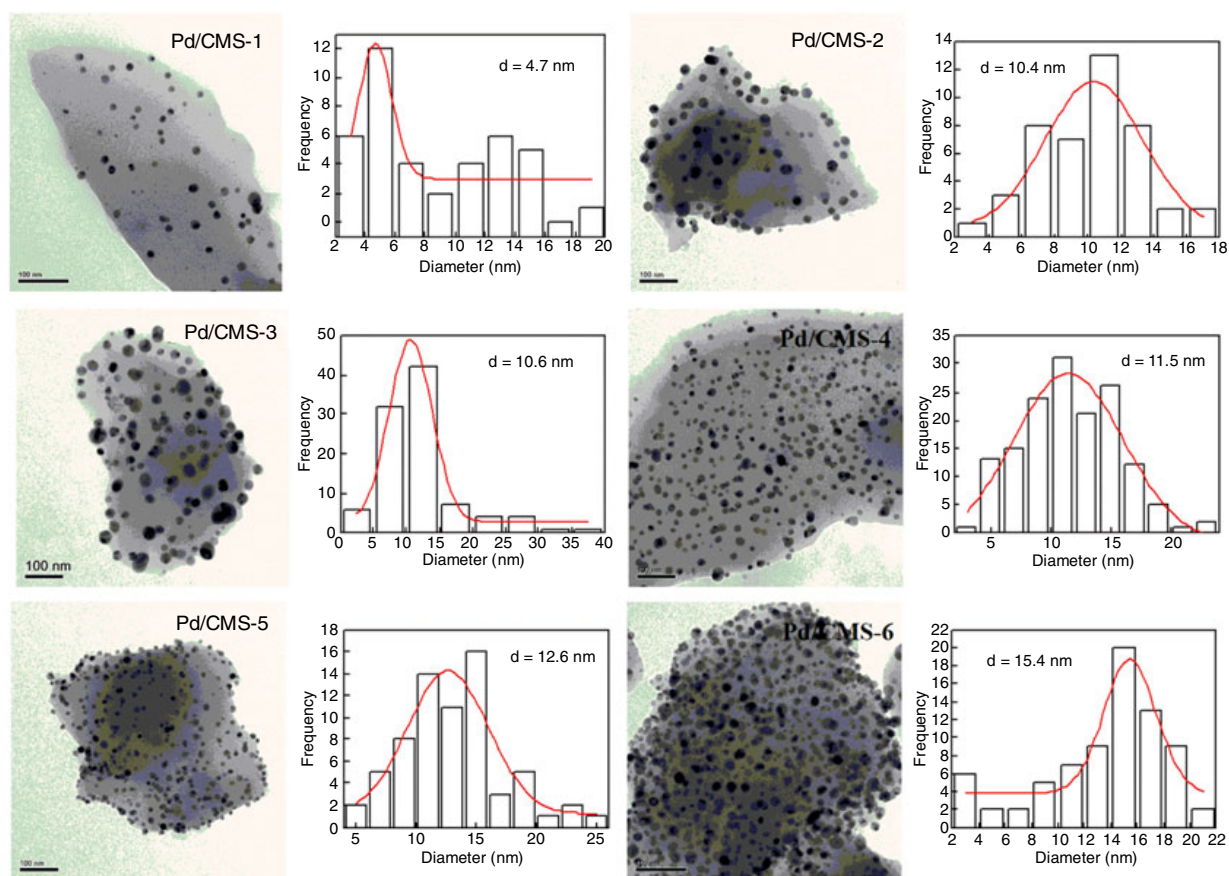 Pd/CMS-1
100 nm
12
10
8
6
4
2
0
Frequency
d = 4.7 nm
2 4 6 8 10 12 14 16 18 20
Diameter (nm)
Pd/CMS-2
100 nm
14
12
10
8
6
4
2
0
Frequency
d = 10.4 nm
2 4 6 8 10 12 14 16 18
Diameter (nm)
Pd/CMS-3
100 nm
50
40
30
20
10
0
Frequency
d = 10.6 nm
0 5 10 15 20 25 30 35 40
Diameter (nm)
Pd/CMS-4
35
30
25
20
15
10
5
0
Frequency
d = 11.5 nm
5 10 15 20
Diameter (nm)
Pd/CMS-5
100 nm
18
16
14
12
10
8
6
4
2
0
Frequency
d = 12.6 nm
5 10 15 20 25
Diameter (nm)
Pd/CMS-6
22
20
18
16
14
12
10
8
6
4
2
0
Frequency
d = 15.4 nm
2 4 6 8 10 12 14 16 18 20 22
Diameter (nm)